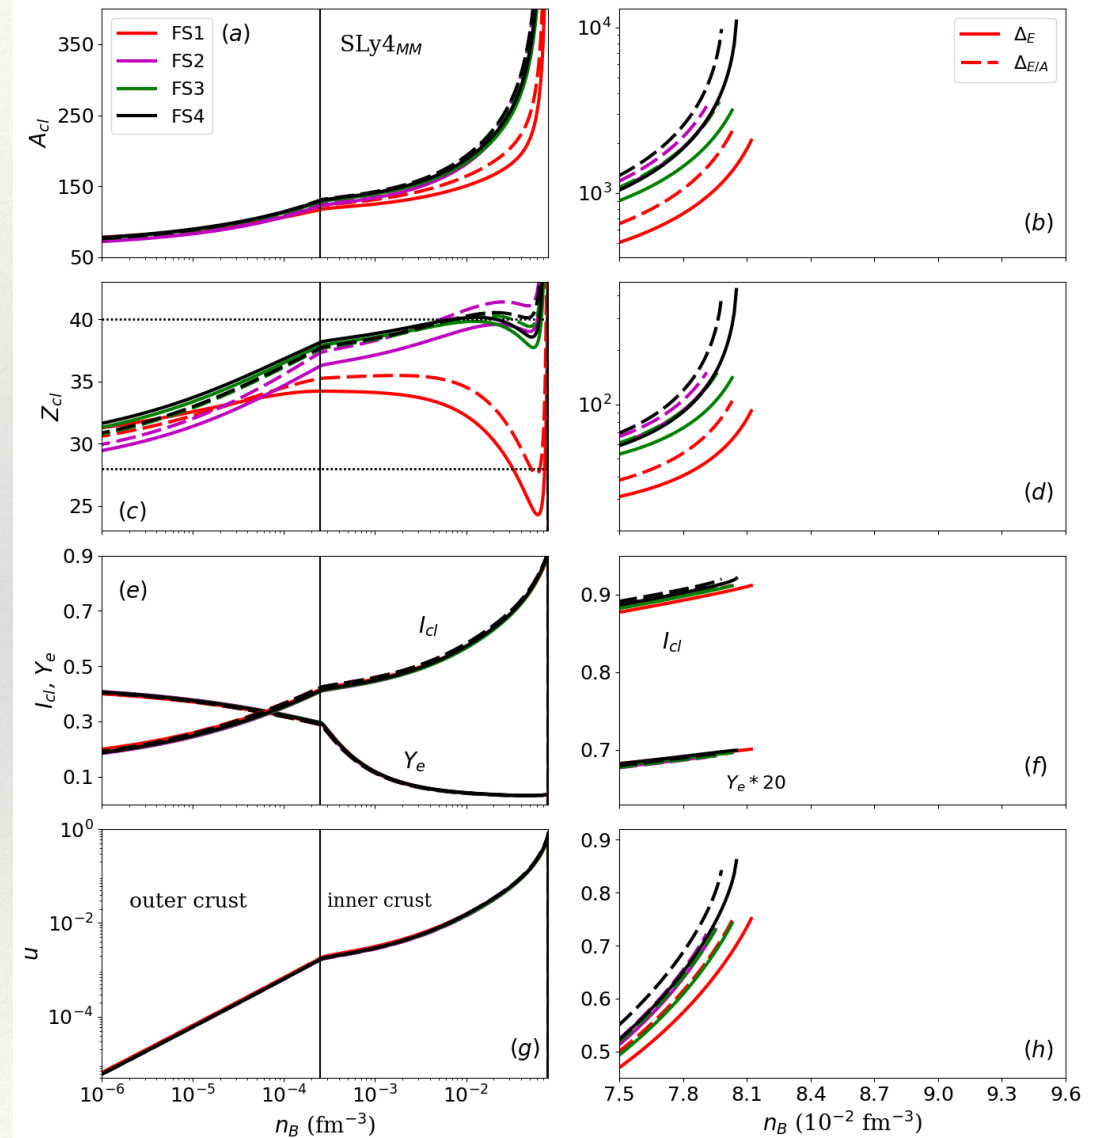 350
250
150
50
A_cl
FS1
FS2
FS3
FS4
(a)
SLy4_MM
10^4
10^3
Δ_E
Δ_E/A
(b)
40
35
30
25
Z_cl
(c)
10^2
(d)
0.9
0.7
0.5
0.3
0.1
I_cl, Y_e
(e)
I_cl
Y_e
0.9
0.8
0.7
I_cl
Y_e * 20
(f)
10^0
10^−2
10^−4
u
outer crust
inner crust
(g)
10^−6 10^−5 10^−4 10^−3 10^−2
n_B (fm^−3)
0.9
0.8
0.7
0.6
0.5
(h)
7.5 7.8 8.1 8.4 8.7 9.0 9.3 9.6
n_B (10^−2 fm^−3)